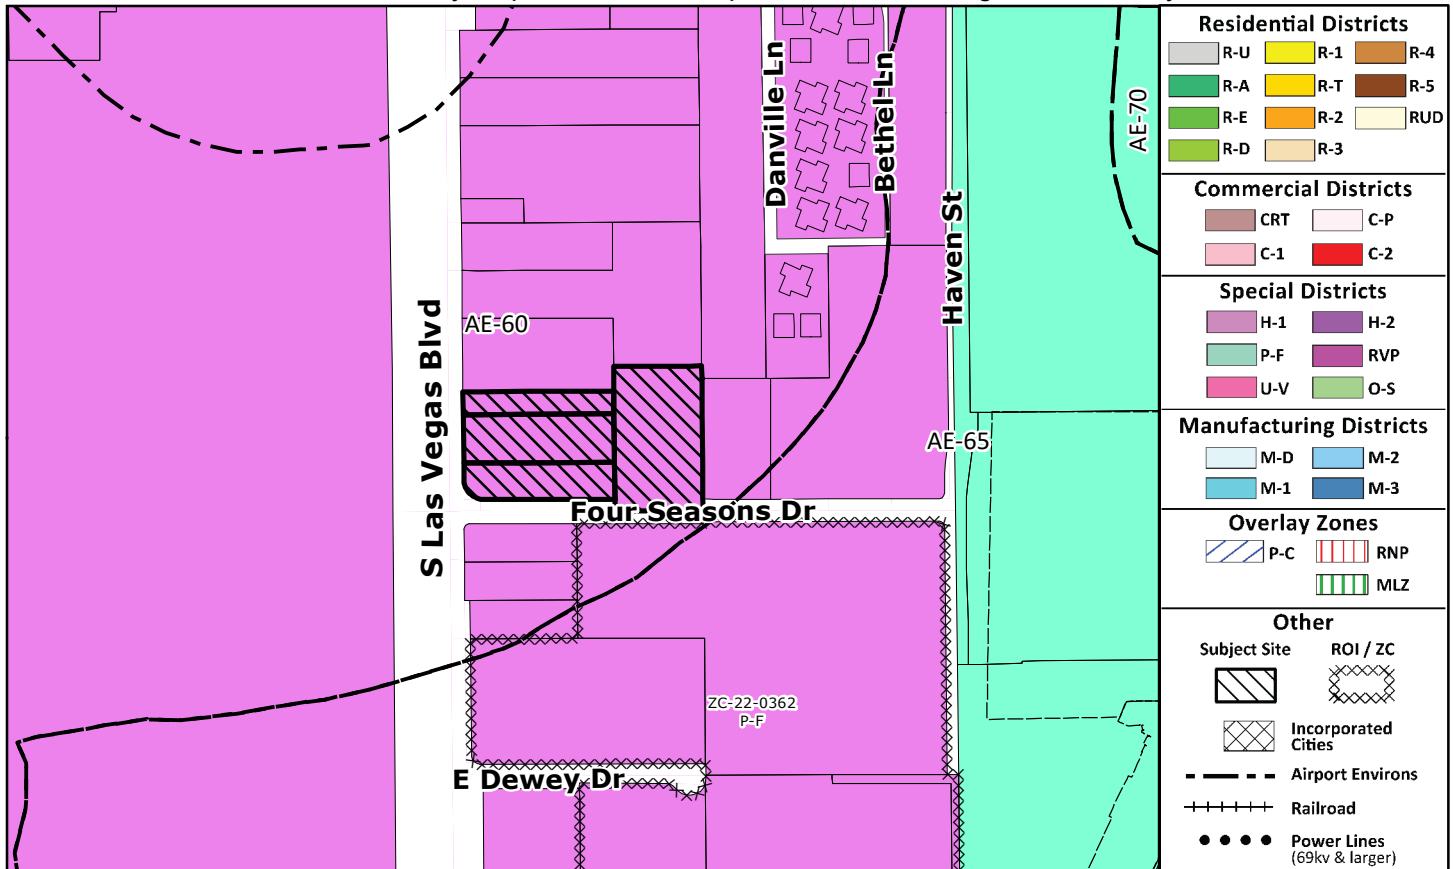 Danville Ln
Bethel Ln
Haven St
AE-70
AE-60
S Las Vegas Blvd
AE-65
Four Seasons Dr
ZC-22-0362
P-F
E Dewey Dr
Residential Districts
R-U R-1 R-4
R-A R-T R-5
R-E R-2 RUD
R-D R-3
Commercial Districts
CRT C-P
C-1 C-2
Special Districts
H-1 H-2
P-F RVP
U-V O-S
Manufacturing Districts
M-D M-2
M-1 M-3
Overlay Zones
P-C RNP
MLZ
Other
Subject Site ROI / ZC
Incorporated
Cities
Airport Environs
Railroad
Power Lines
(69kv & larger)